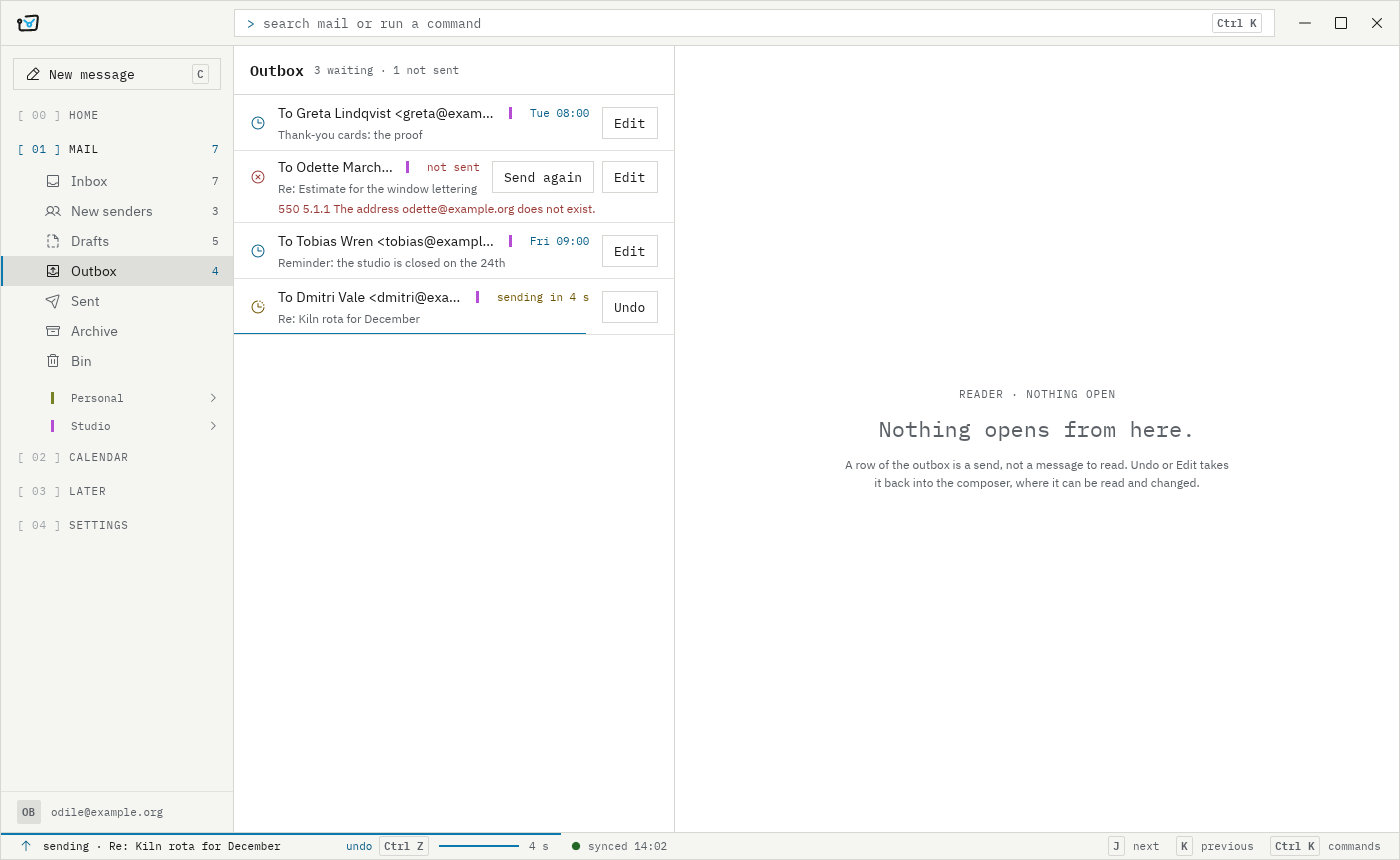 > search mail or run a command Ctrl K
New message C
[ 00 ] HOME
[ 01 ] MAIL 7
Inbox 7
New senders 3
Drafts 5
Outbox 4
Sent
Archive
Bin
Personal
Studio
[ 02 ] CALENDAR
[ 03 ] LATER
[ 04 ] SETTINGS
OB odile@example.org
Outbox 3 waiting · 1 not sent
To Greta Lindqvist <greta@exam... Tue 08:00
Thank-you cards: the proof
Edit
To Odette March... not sent
Re: Estimate for the window lettering
Send again Edit
550 5.1.1 The address odette@example.org does not exist.
To Tobias Wren <tobias@exampl... Fri 09:00
Reminder: the studio is closed on the 24th
Edit
To Dmitri Vale <dmitri@exa... sending in 4 s
Re: Kiln rota for December
Undo
READER · NOTHING OPEN
Nothing opens from here.
A row of the outbox is a send, not a message to read. Undo or Edit takes
it back into the composer, where it can be read and changed.
sending · Re: Kiln rota for December undo Ctrl Z 4 s synced 14:02 J next K previous Ctrl K commands